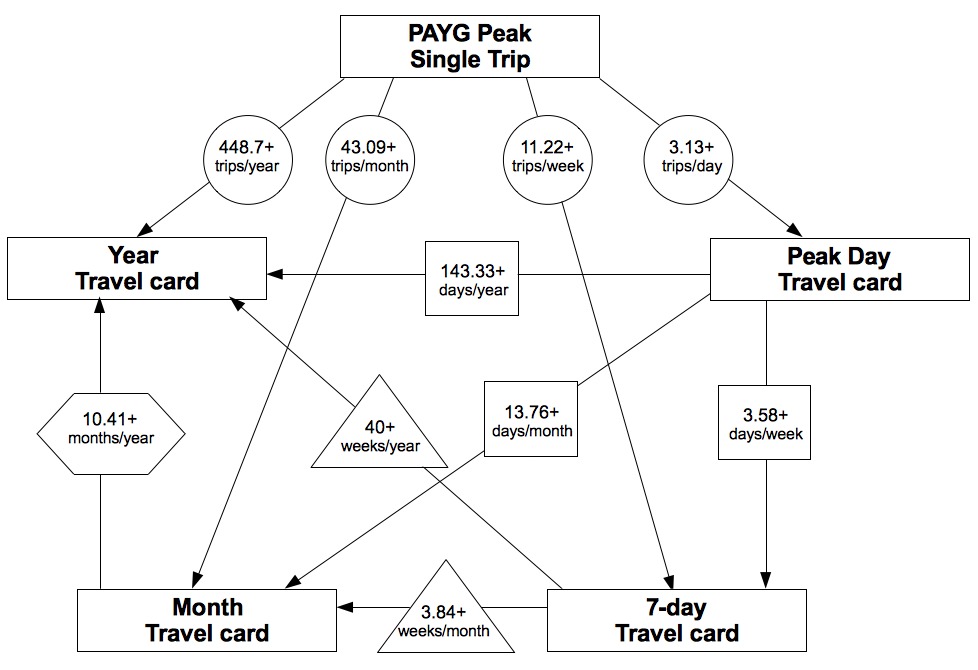 PAYG Peak
Single Trip
448.7+
trips/year
43.09+
trips/month
11.22+
trips/week
3.13+
trips/day
Year
Travel card
143.33+
days/year
Peak Day
Travel card
10.41+
months/year
40+
weeks/year
13.76+
days/month
3.58+
days/week
Month
Travel card
3.84+
weeks/month
7-day
Travel card